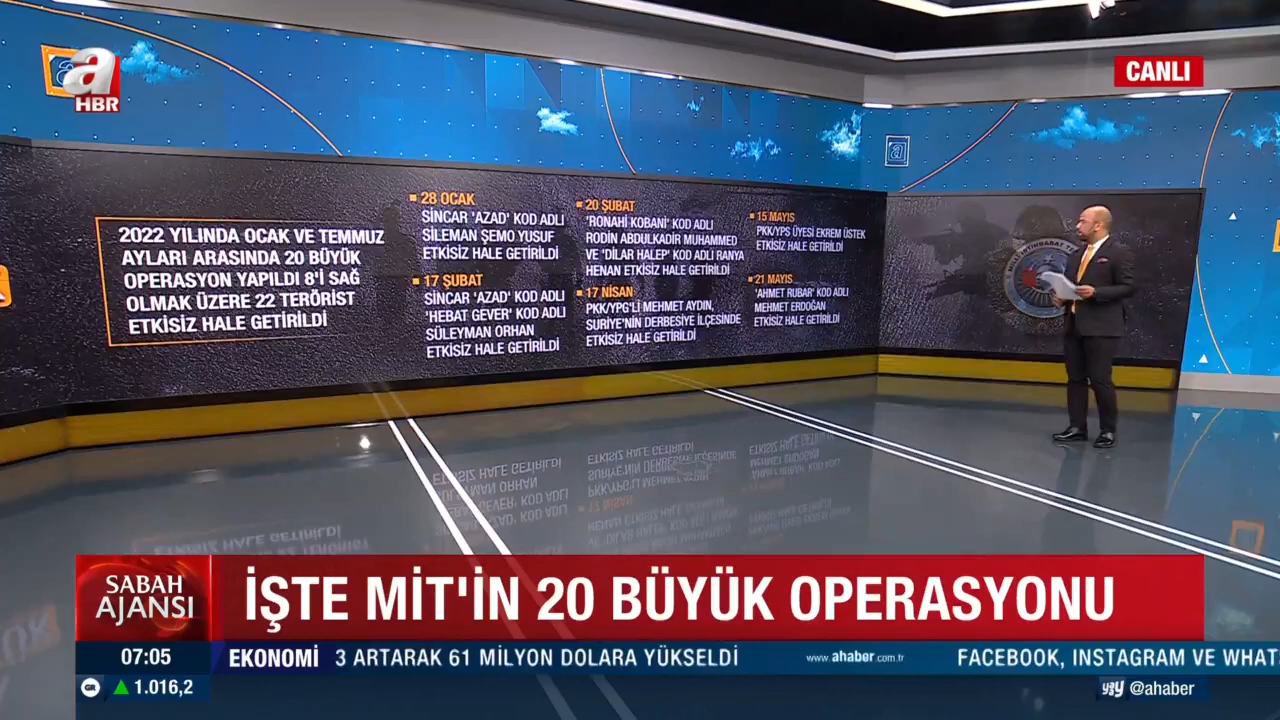 a
HBR
CANLI
a
2022 YILINDA OCAK VE TEMMUZ
AYLARI ARASINDA 20 BÜYÜK
OPERASYON YAPILDI 8'İ SAĞ
OLMAK ÜZERE 22 TERÖRİST
ETKİSİZ HALE GETİRİLDİ
28 OCAK
SİNCAR 'AZAD' KOD ADLI
SİLEMAN ŞEMO YUSUF
ETKİSİZ HALE GETİRİLDİ
17 ŞUBAT
SİNCAR 'AZAD' KOD ADLI
'HEBAT GEVER' KOD ADLI
SÜLEYMAN ORHAN
ETKİSİZ HALE GETİRİLDİ
20 ŞUBAT
'RONAHİ KOBANİ' KOD ADLI
RODİN ABDULKADİR MUHAMMED
VE 'DİLAR HALEP' KOD ADLI RANYA
HENAN ETKİSİZ HALE GETİRİLDİ
17 NİSAN
PKK/YPG'Lİ MEHMET AYDIN,
SURİYE'NİN DERBESİYE İLÇESİNDE
ETKİSİZ HALE GETİRİLDİ
15 MAYIS
PKK/YPS ÜYESİ EKREM ÜSTEK
ETKİSİZ HALE GETİRİLDİ
21 MAYIS
'AHMET RUBAR' KOD ADLI
MEHMET ERDOĞAN
ETKİSİZ HALE GETİRİLDİ
SABAH
AJANSI
İŞTE MİT'İN 20 BÜYÜK OPERASYONU
07:05 EKONOMİ 3 ARTARAK 61 MİLYON DOLARA YÜKSELDİ www.ahaber.com.tr FACEBOOK, INSTAGRAM VE WHATS
GR 1.016,2
@ahaber